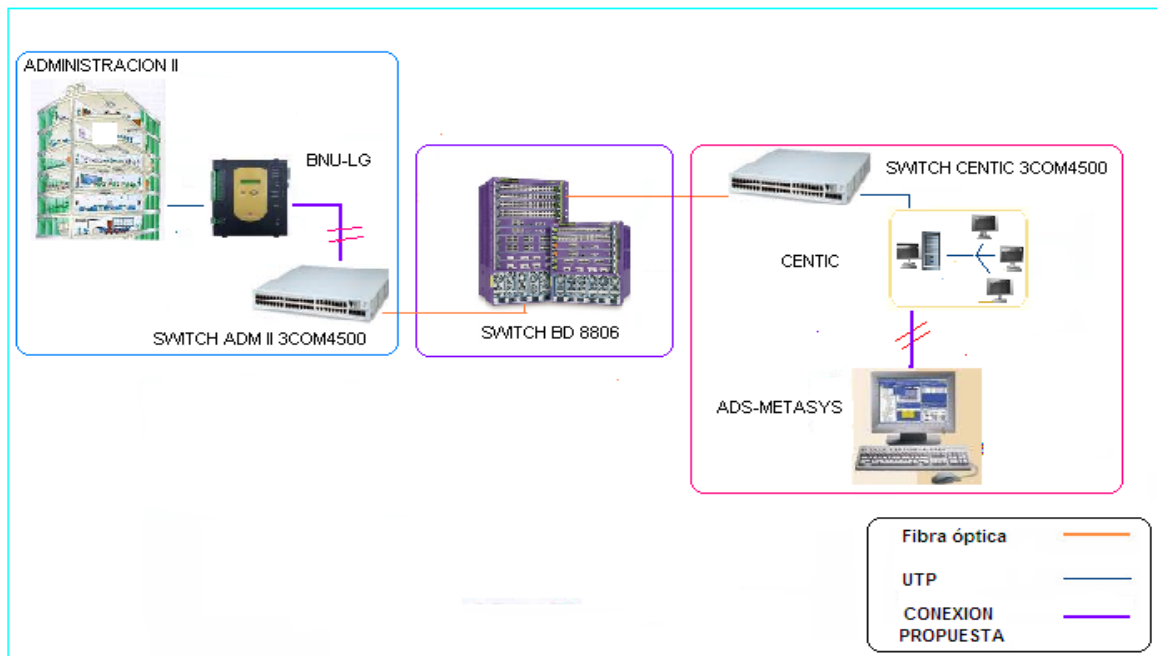 ADMINISTRACION II
BNU-LG
SWITCH ADM II 3COM4500
SWITCH BD 8806
SWITCH CENTIC 3COM4500
CENTIC
ADS-METASYS
Fibra óptica
UTP
CONEXION
PROPUESTA